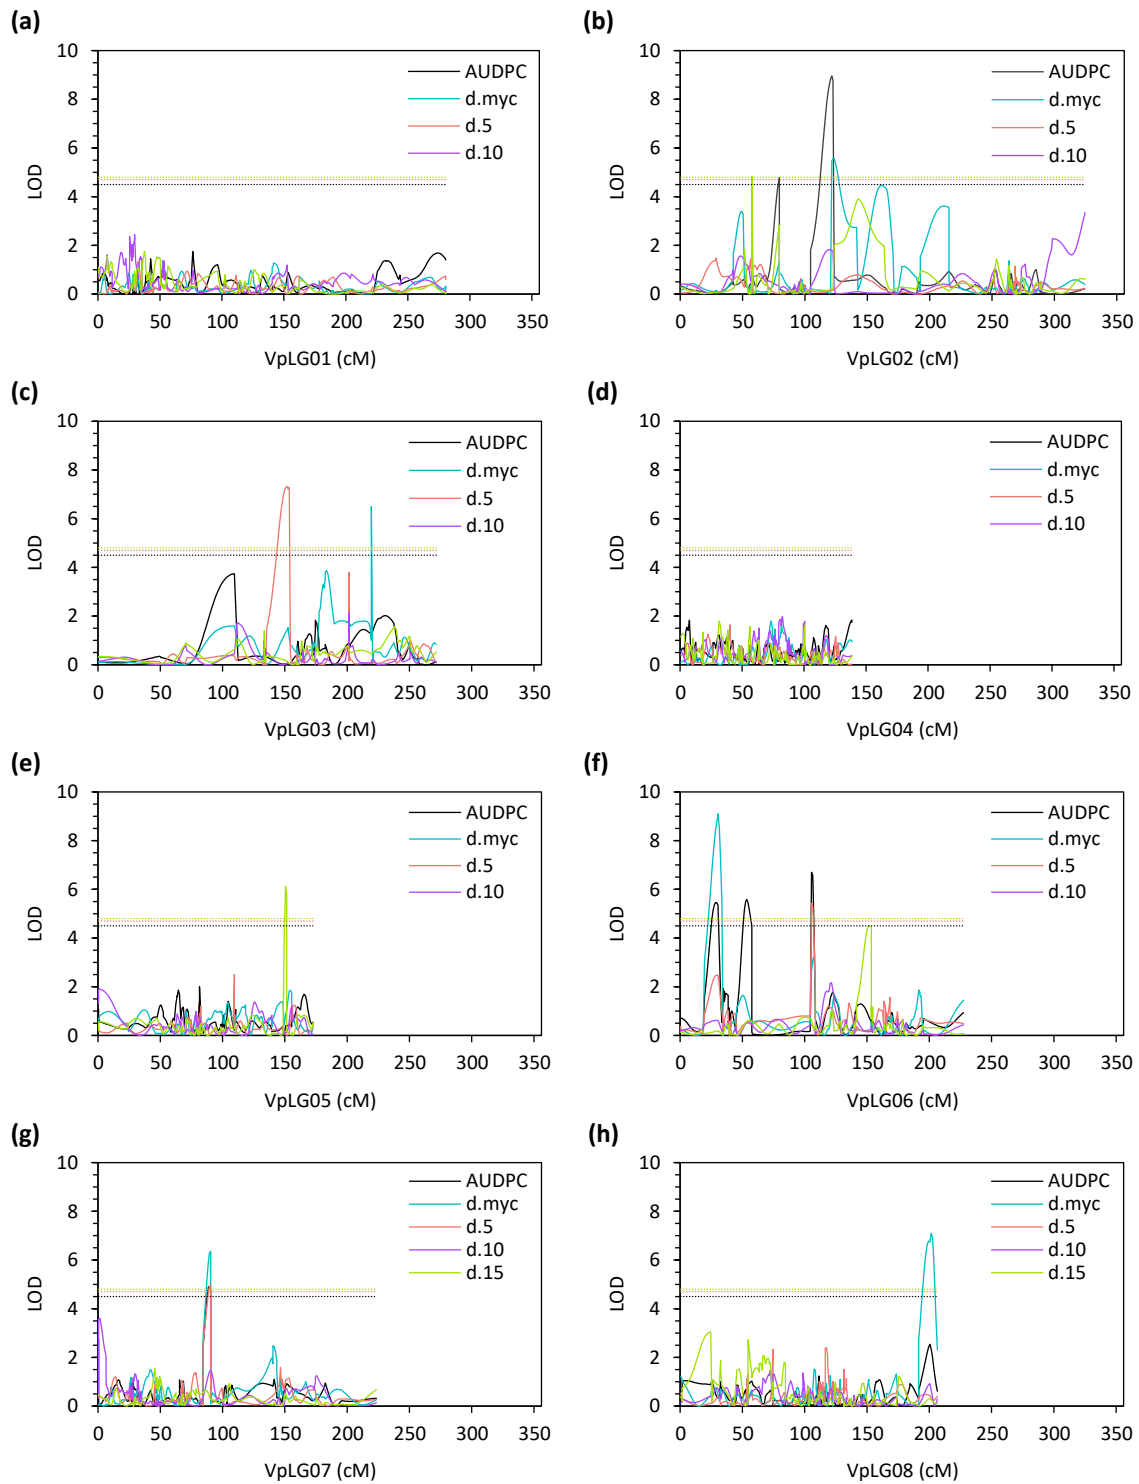 (a)
10
8
6
4
2
0
LOD
AUDPC
d.myc
d.5
d.10
0 50 100 150 200 250 300 350
VpLG01 (cM)
(b)
10
8
6
4
2
0
LOD
AUDPC
d.myc
d.5
d.10
0 50 100 150 200 250 300 350
VpLG02 (cM)
(c)
10
8
6
4
2
0
LOD
AUDPC
d.myc
d.5
d.10
0 50 100 150 200 250 300 350
VpLG03 (cM)
(d)
10
8
6
4
2
0
LOD
AUDPC
d.myc
d.5
d.10
0 50 100 150 200 250 300 350
VpLG04 (cM)
(e)
10
8
6
4
2
0
LOD
AUDPC
d.myc
d.5
d.10
0 50 100 150 200 250 300 350
VpLG05 (cM)
(f)
10
8
6
4
2
0
LOD
AUDPC
d.myc
d.5
d.10
0 50 100 150 200 250 300 350
VpLG06 (cM)
(g)
10
8
6
4
2
0
LOD
AUDPC
d.myc
d.5
d.10
d.15
0 50 100 150 200 250 300 350
VpLG07 (cM)
(h)
10
8
6
4
2
0
LOD
AUDPC
d.myc
d.5
d.10
d.15
0 50 100 150 200 250 300 350
VpLG08 (cM)